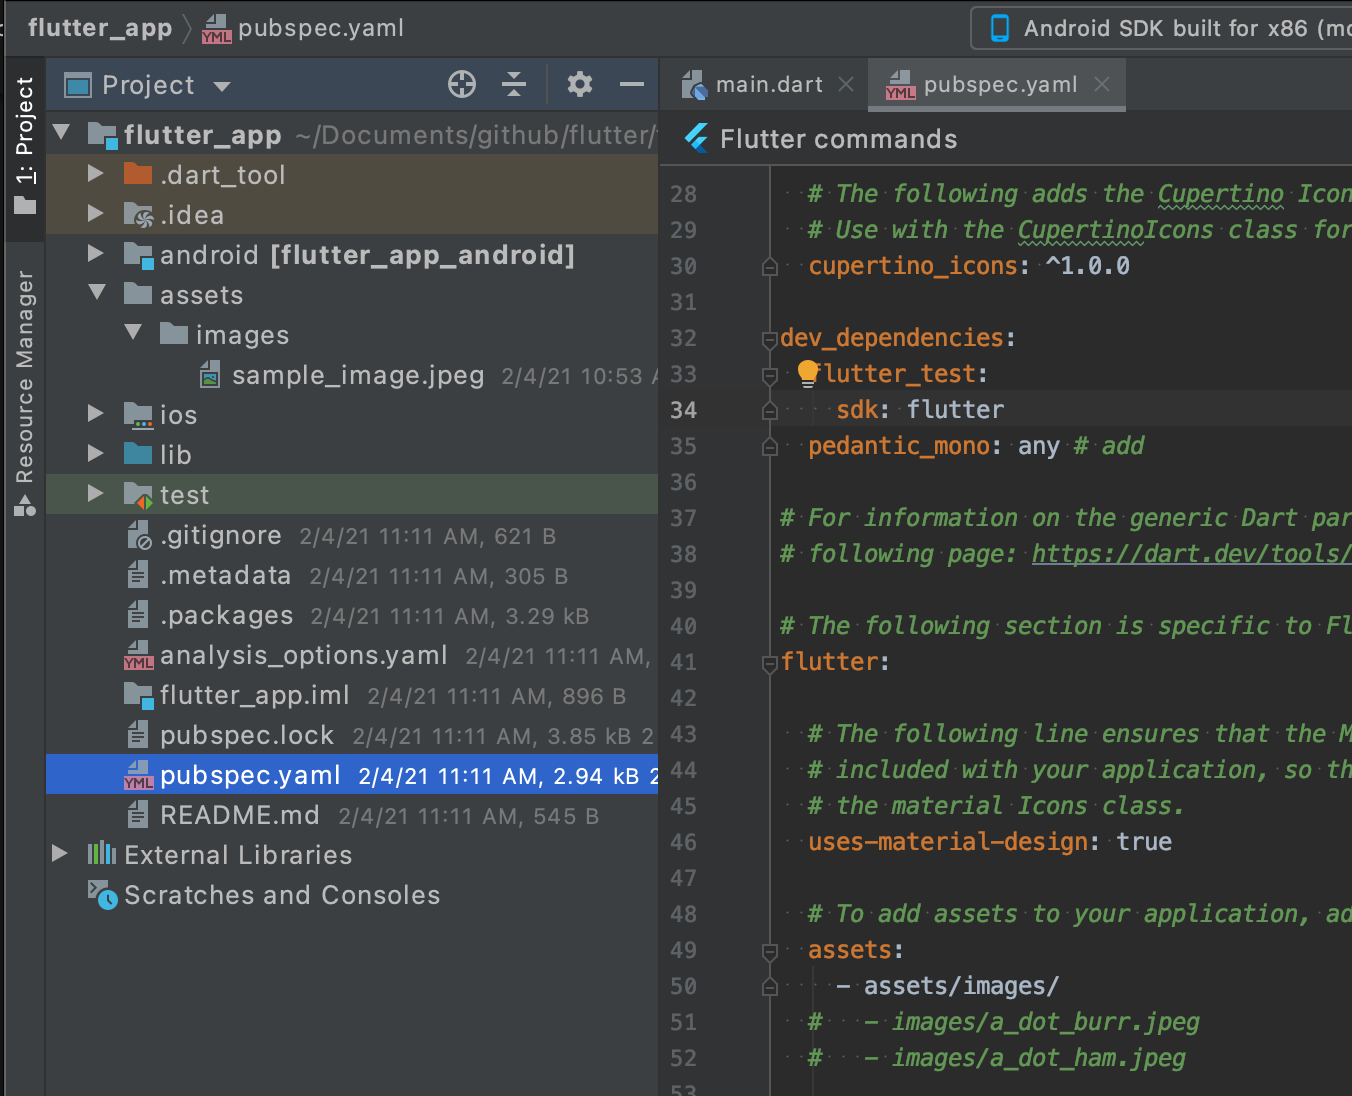 flutter_app
pubspec.yaml
Android SDK built for x86
1: Project
Resource Manager
Project
flutter_app ~/Documents/github/flutter/
.dart_tool
.idea
android [flutter_app_android]
assets
images
sample_image.jpeg 2/4/21 10:53
ios
lib
test
.gitignore 2/4/21 11:11 AM, 621 B
.metadata 2/4/21 11:11 AM, 305 B
.packages 2/4/21 11:11 AM, 3.29 kB
analysis_options.yaml 2/4/21 11:11 AM,
flutter_app.iml 2/4/21 11:11 AM, 896 B
pubspec.lock 2/4/21 11:11 AM, 3.85 kB 2
pubspec.yaml 2/4/21 11:11 AM, 2.94 kB 2
README.md 2/4/21 11:11 AM, 545 B
External Libraries
Scratches and Consoles
main.dart
pubspec.yaml
Flutter commands
28 # The following adds the Cupertino Icon
29 # Use with the CupertinoIcons class for
30 cupertino_icons: ^1.0.0
31
32 dev_dependencies:
33 flutter_test:
34 sdk: flutter
35 pedantic_mono: any # add
36
37 # For information on the generic Dart par
38 # following page: https://dart.dev/tools/
39
40 # The following section is specific to Fl
41 flutter:
42
43 # The following line ensures that the M
44 # included with your application, so th
45 # the material Icons class.
46 uses-material-design: true
47
48 # To add assets to your application, ad
49 assets:
50 - assets/images/
51 # - images/a_dot_burr.jpeg
52 # - images/a_dot_ham.jpeg
53